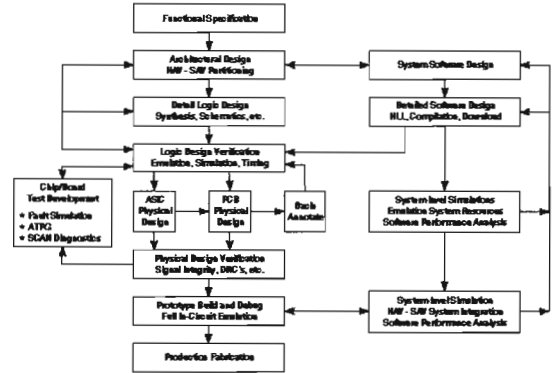 Functional Specification
Architectural Design
H/W - S/W Partitioning
System Software Design
Detail Logic Design
Synthesis, Schematics, etc.
Detailed Software Design
HLL, Compilation, Download
Logic Design Verification
Emulation, Simulation, Timing
Chip/Board
Test Development
★ Fault Simulation
★ ATPG
★ SCAN Diagnostics
ASIC
Physical
Design
PCB
Physical
Design
Back
Annotate
System-level Simulations
Emulation System Resources
Software Performance Analysis
Physical Design Verification
Signal Integrity, DRC's, etc.
Prototype Build and Debug
Full In-Circuit Emulation
System-level Simulation
H/W - S/W System Integration
Software Performance Analysis
Production Fabrication